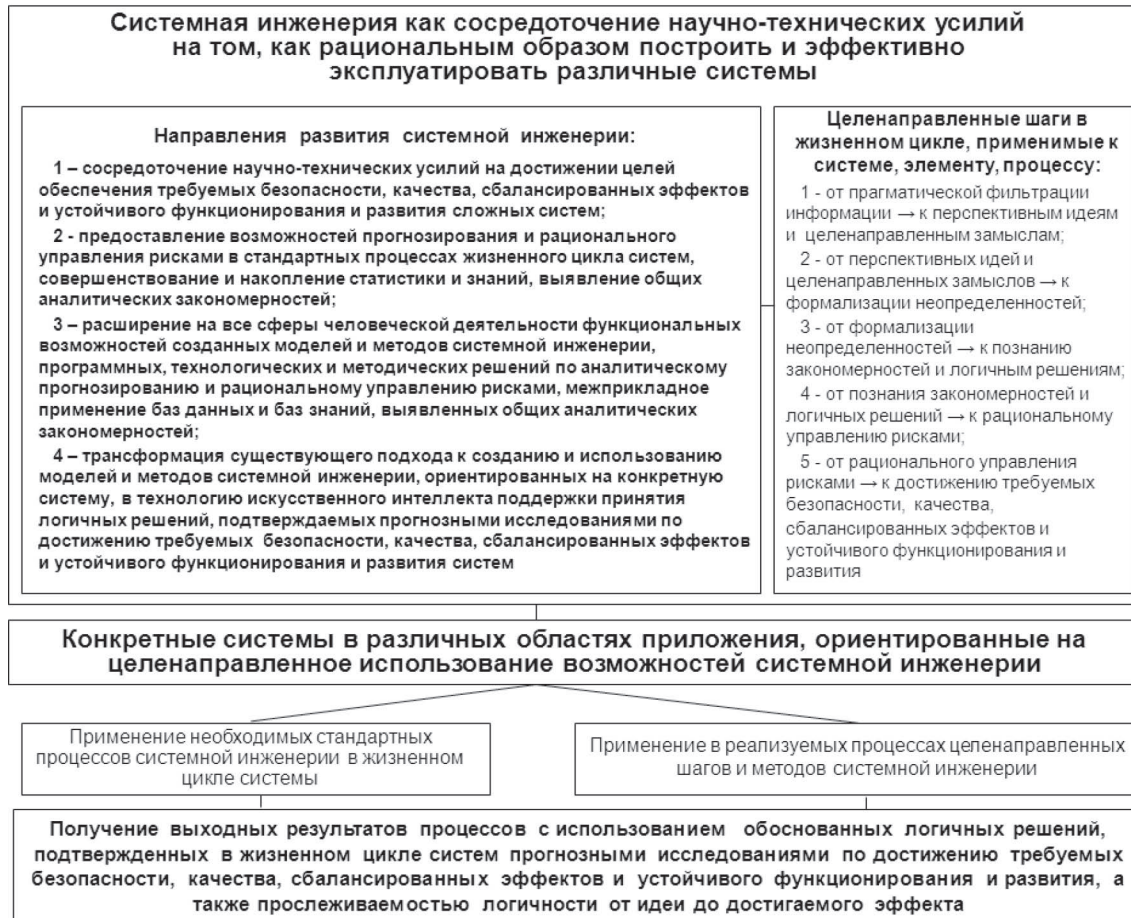 Системная инженерия как сосредоточение научно-технических усилий
на том, как рациональным образом построить и эффективно
эксплуатировать различные системы
Направления развития системной инженерии:
1 – сосредоточение научно-технических усилий на достижении целей
обеспечения требуемых безопасности, качества, сбалансированных эффектов
и устойчивого функционирования и развития сложных систем;
2 - предоставление возможностей прогнозирования и рационального
управления рисками в стандартных процессах жизненного цикла систем,
совершенствование и накопление статистики и знаний, выявление общих
аналитических закономерностей;
3 – расширение на все сферы человеческой деятельности функциональных
возможностей созданных моделей и методов системной инженерии,
программных, технологических и методических решений по аналитическому
прогнозированию и рациональному управлению рисками, межприкладное
применение баз данных и баз знаний, выявленных общих аналитических
закономерностей;
4 – трансформация существующего подхода к созданию и использованию
моделей и методов системной инженерии, ориентированных на конкретную
систему, в технологию искусственного интеллекта поддержки принятия
логичных решений, подтверждаемых прогнозными исследованиями по
достижению требуемых безопасности, качества, сбалансированных эффектов
и устойчивого функционирования и развития систем
Целенаправленные шаги в
жизненном цикле, применимые к
системе, элементу, процессу:
1 - от прагматической фильтрации
информации → к перспективным идеям
и целенаправленным замыслам;
2 - от перспективных идей и
целенаправленных замыслов → к
формализации неопределенностей;
3 - от формализации
неопределенностей → к познанию
закономерностей и логичным решениям;
4 - от познания закономерностей и
логичных решений → к рациональному
управлению рисками;
5 - от рационального управления
рисками → к достижению требуемых
безопасности, качества,
сбалансированных эффектов и
устойчивого функционирования и
развития
Конкретные системы в различных областях приложения, ориентированные на
целенаправленное использование возможностей системной инженерии
Применение необходимых стандартных
процессов системной инженерии в жизненном
цикле системы
Применение в реализуемых процессах целенаправленных
шагов и методов системной инженерии
Получение выходных результатов процессов с использованием обоснованных логичных решений,
подтвержденных в жизненном цикле систем прогнозными исследованиями по достижению требуемых
безопасности, качества, сбалансированных эффектов и устойчивого функционирования и развития, а
также прослеживаемостью логичности от идеи до достигаемого эффекта